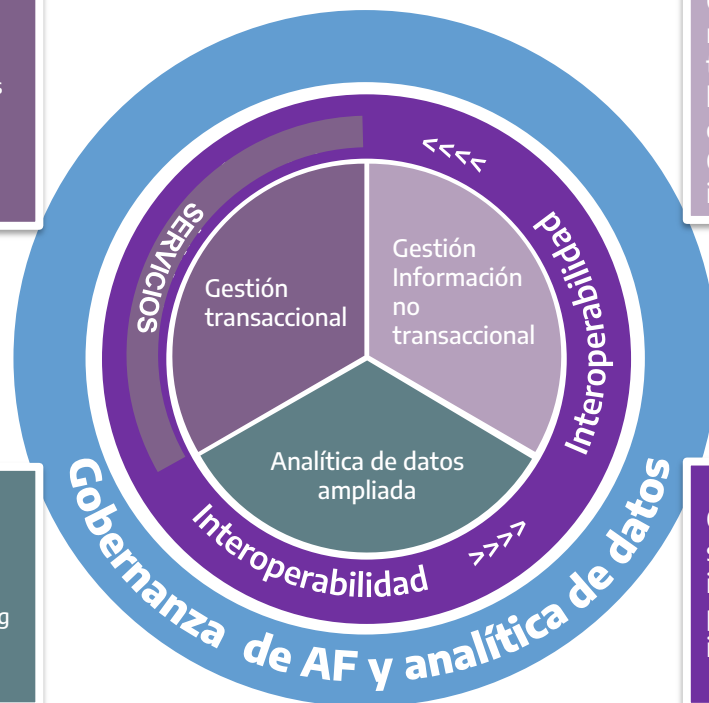 <<<<
SERVICIOS
Interoperabilidad
Gestión
transaccional
Gestión
Información
no
transaccional
Analítica de datos
ampliada
Interoperabilidad
>>>>
Gobernanza de AF y analítica de datos